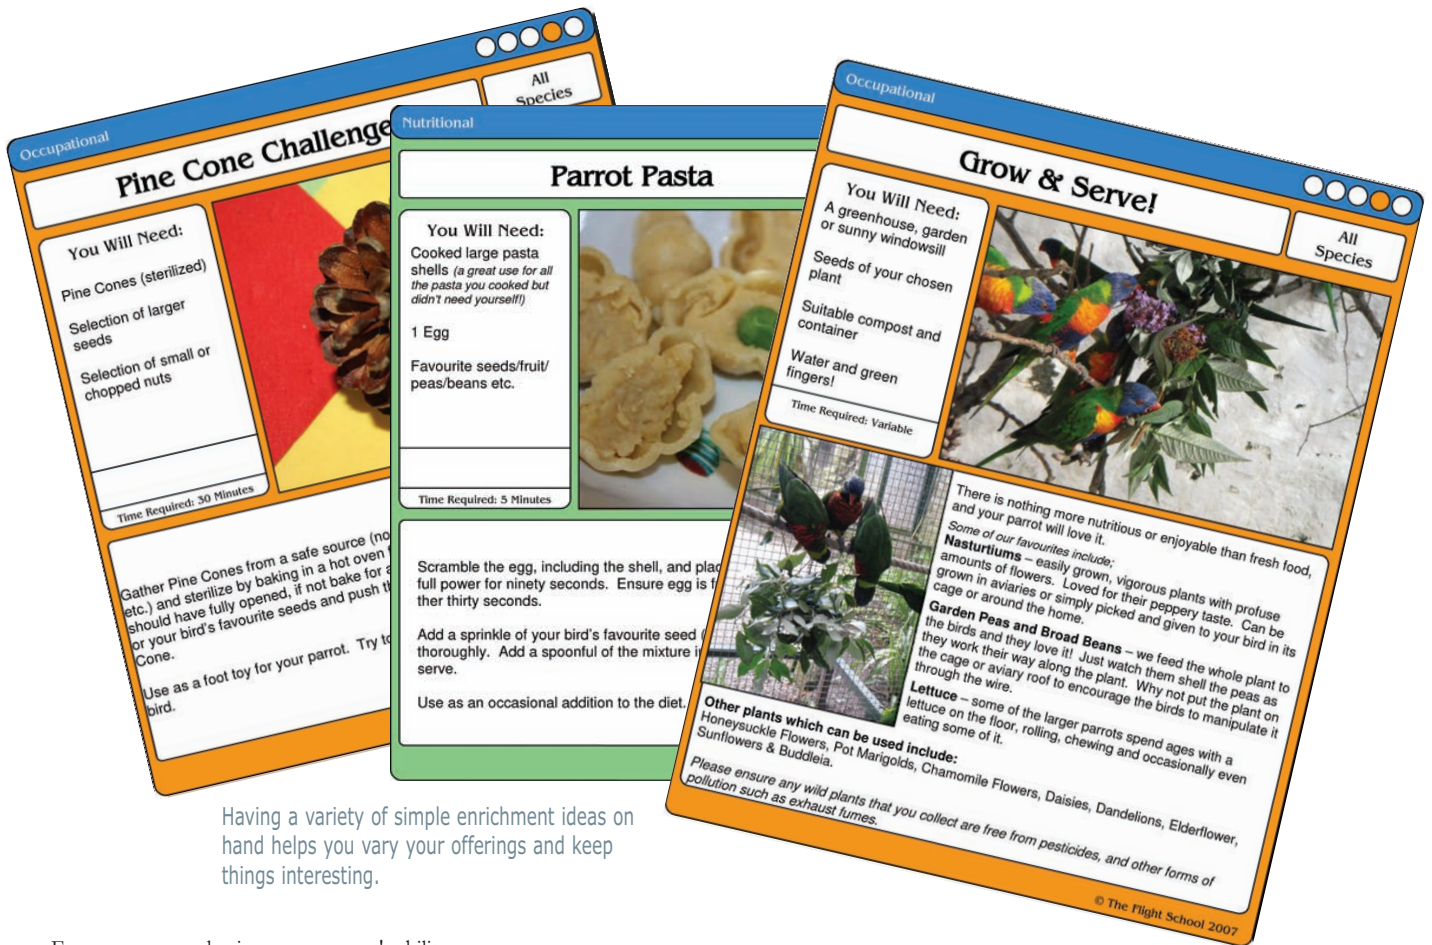 Occupational
All
Species
Pine Cone Challenge
You Will Need:
Pine Cones (sterilized)
Selection of larger
seeds
Selection of small or
chopped nuts
Time Required: 30 Minutes
Gather Pine Cones from a safe source (no
etc.) and sterilize by baking in a hot oven
should have fully opened, if not bake for a
or your bird's favourite seeds and push th
Cone.
Use as a foot toy for your parrot. Try to
bird.
Nutritional
Parrot Pasta
You Will Need:
Cooked large pasta
shells (a great use for all
the pasta you cooked but
didn't need yourself!)
1 Egg
Favourite seeds/fruit/
peas/beans etc.
Time Required: 5 Minutes
Scramble the egg, including the shell, and plac
full power for ninety seconds. Ensure egg is f
ther thirty seconds.
Add a sprinkle of your bird's favourite seed (
thoroughly. Add a spoonful of the mixture i
serve.
Use as an occasional addition to the diet.
Occupational
Grow & Serve!
All
Species
You Will Need:
A greenhouse, garden
or sunny windowsill
Seeds of your chosen
plant
Suitable compost and
container
Water and green
fingers!
Time Required: Variable
There is nothing more nutritious or enjoyable than fresh food,
and your parrot will love it.
Some of our favourites include;
Nasturtiums – easily grown, vigorous plants with profuse
amounts of flowers. Loved for their peppery taste. Can be
grown in aviaries or simply picked and given to your bird in its
cage or around the home.
Garden Peas and Broad Beans – we feed the whole plant to
the birds and they love it! Just watch them shell the peas as
they work their way along the plant. Why not put the plant on
the cage or aviary roof to encourage the birds to manipulate it
through the wire.
Lettuce – some of the larger parrots spend ages with a
lettuce on the floor, rolling, chewing and occasionally even
eating some of it.
Other plants which can be used include:
Honeysuckle Flowers, Pot Marigolds, Chamomile Flowers, Daisies, Dandelions, Elderflower,
Sunflowers & Buddleia.
Please ensure any wild plants that you collect are free from pesticides, and other forms of
pollution such as exhaust fumes.
© The Flight School 2007
Having a variety of simple enrichment ideas on
hand helps you vary your offerings and keep
things interesting.